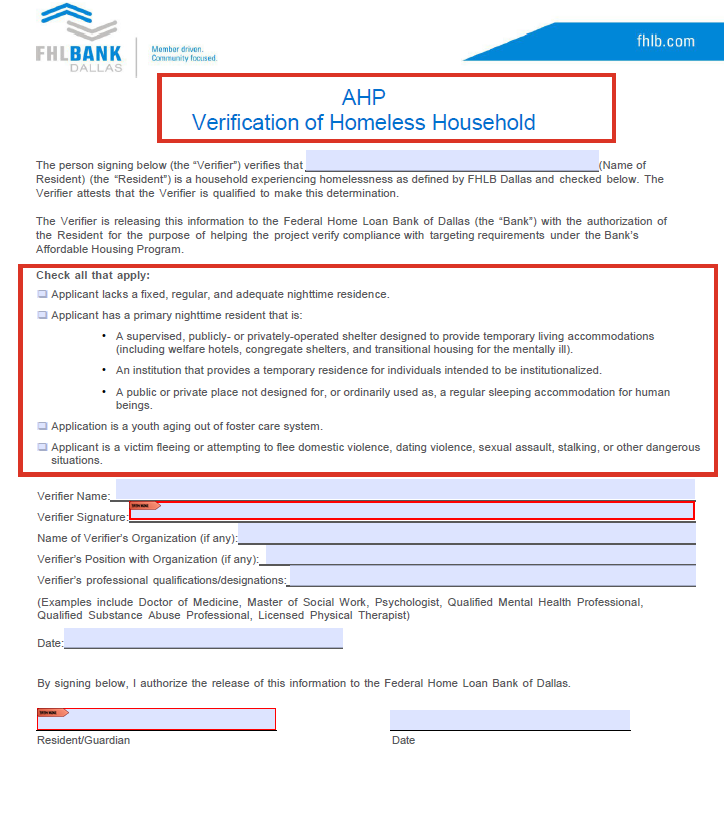 FHLBANK
DALLAS
Member driven.
Community focused.
fhlb.com
AHP
Verification of Homeless Household
The person signing below (the “Verifier”) verifies that (Name of
Resident) (the “Resident”) is a household experiencing homelessness as defined by FHLB Dallas and checked below. The
Verifier attests that the Verifier is qualified to make this determination.
The Verifier is releasing this information to the Federal Home Loan Bank of Dallas (the “Bank”) with the authorization of
the Resident for the purpose of helping the project verify compliance with targeting requirements under the Bank’s
Affordable Housing Program.
Check all that apply:
Applicant lacks a fixed, regular, and adequate nighttime residence.
Applicant has a primary nighttime resident that is:
• A supervised, publicly- or privately-operated shelter designed to provide temporary living accommodations
(including welfare hotels, congregate shelters, and transitional housing for the mentally ill).
• An institution that provides a temporary residence for individuals intended to be institutionalized.
• A public or private place not designed for, or ordinarily used as, a regular sleeping accommodation for human
beings.
Application is a youth aging out of foster care system.
Applicant is a victim fleeing or attempting to flee domestic violence, dating violence, sexual assault, stalking, or other dangerous
situations.
Verifier Name:
Verifier Signature:
Name of Verifier's Organization (if any):
Verifier's Position with Organization (if any):
Verifier's professional qualifications/designations:
(Examples include Doctor of Medicine, Master of Social Work, Psychologist, Qualified Mental Health Professional,
Qualified Substance Abuse Professional, Licensed Physical Therapist)
Date:
By signing below, I authorize the release of this information to the Federal Home Loan Bank of Dallas.
Resident/Guardian
Date